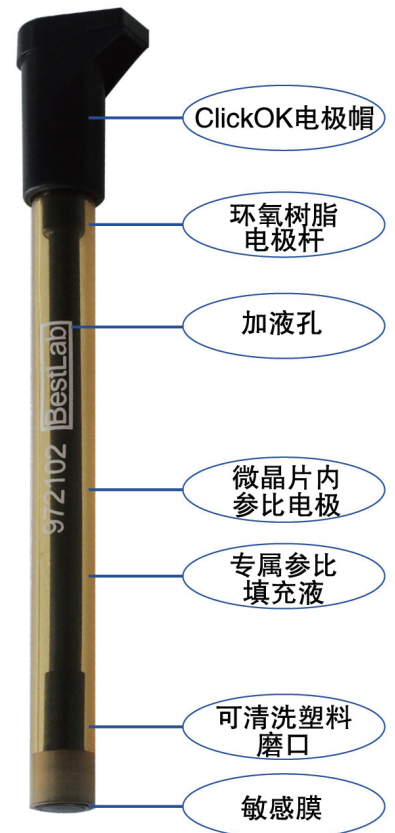 ClickOK电极帽
环氧树脂
电极杆
加液孔
972102 BestLab
微晶片内
参比电极
专属参比
填充液
可清洗塑料
磨口
敏感膜